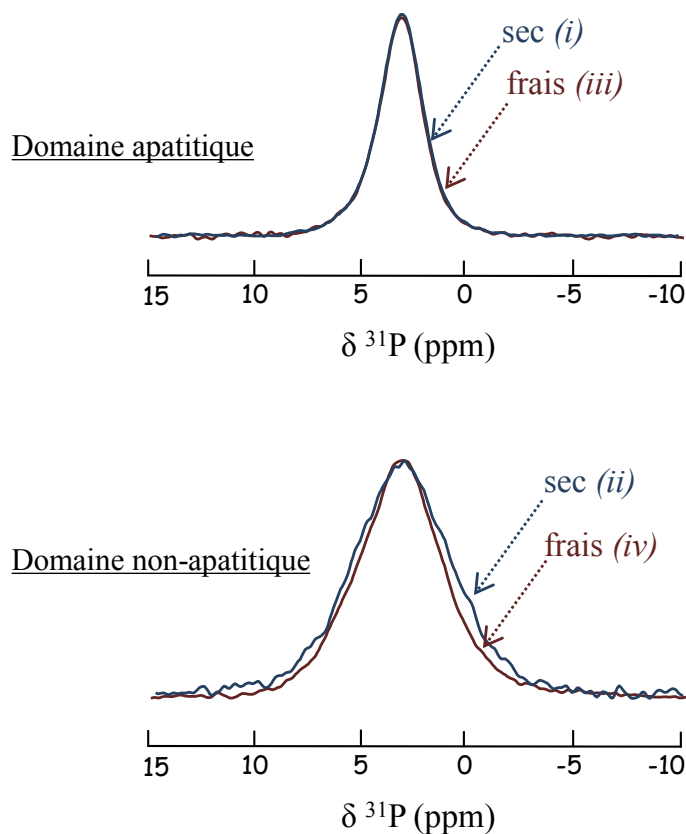 sec (i)
frais (iii)
Domaine apatitique
15 10 5 0 -5 -10
δ ³¹P (ppm)
sec (ii)
frais (iv)
Domaine non-apatitique
15 10 5 0 -5 -10
δ ³¹P (ppm)